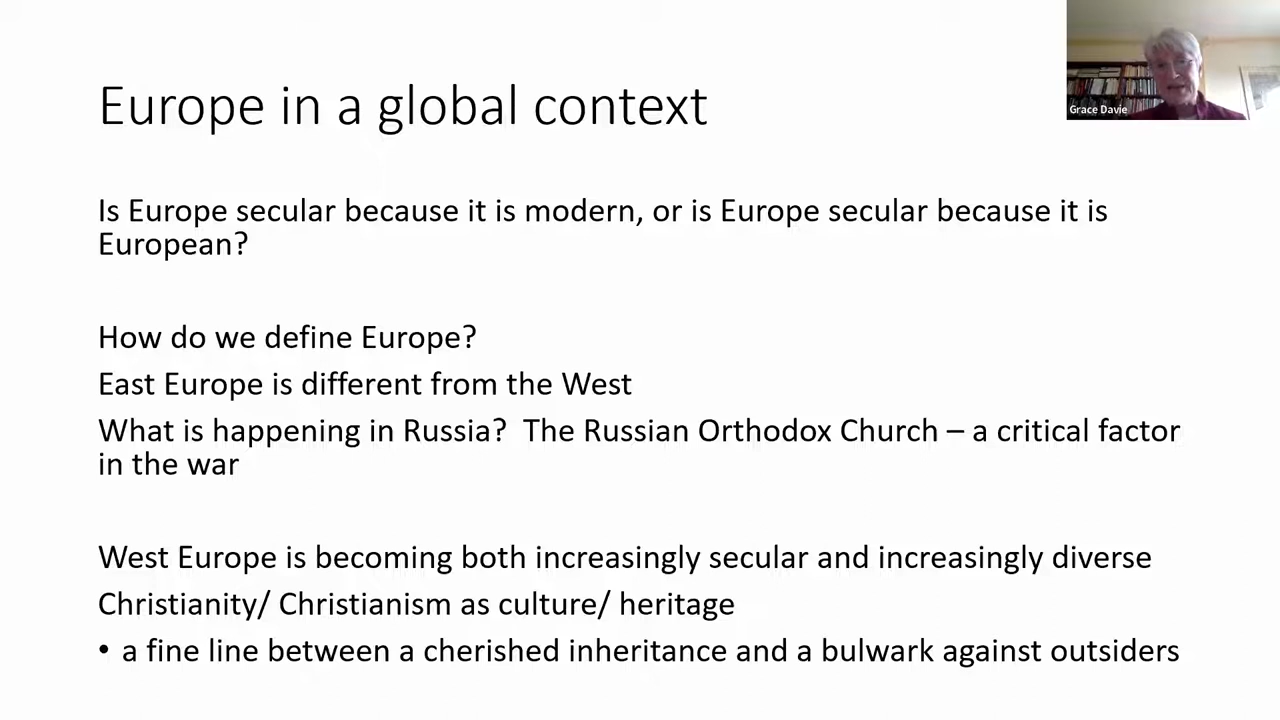 Europe in a global context
Grace Davie
Is Europe secular because it is modern, or is Europe secular because it is
European?
How do we define Europe?
East Europe is different from the West
What is happening in Russia?  The Russian Orthodox Church – a critical factor
in the war
West Europe is becoming both increasingly secular and increasingly diverse
Christianity/ Christianism as culture/ heritage
• a fine line between a cherished inheritance and a bulwark against outsiders